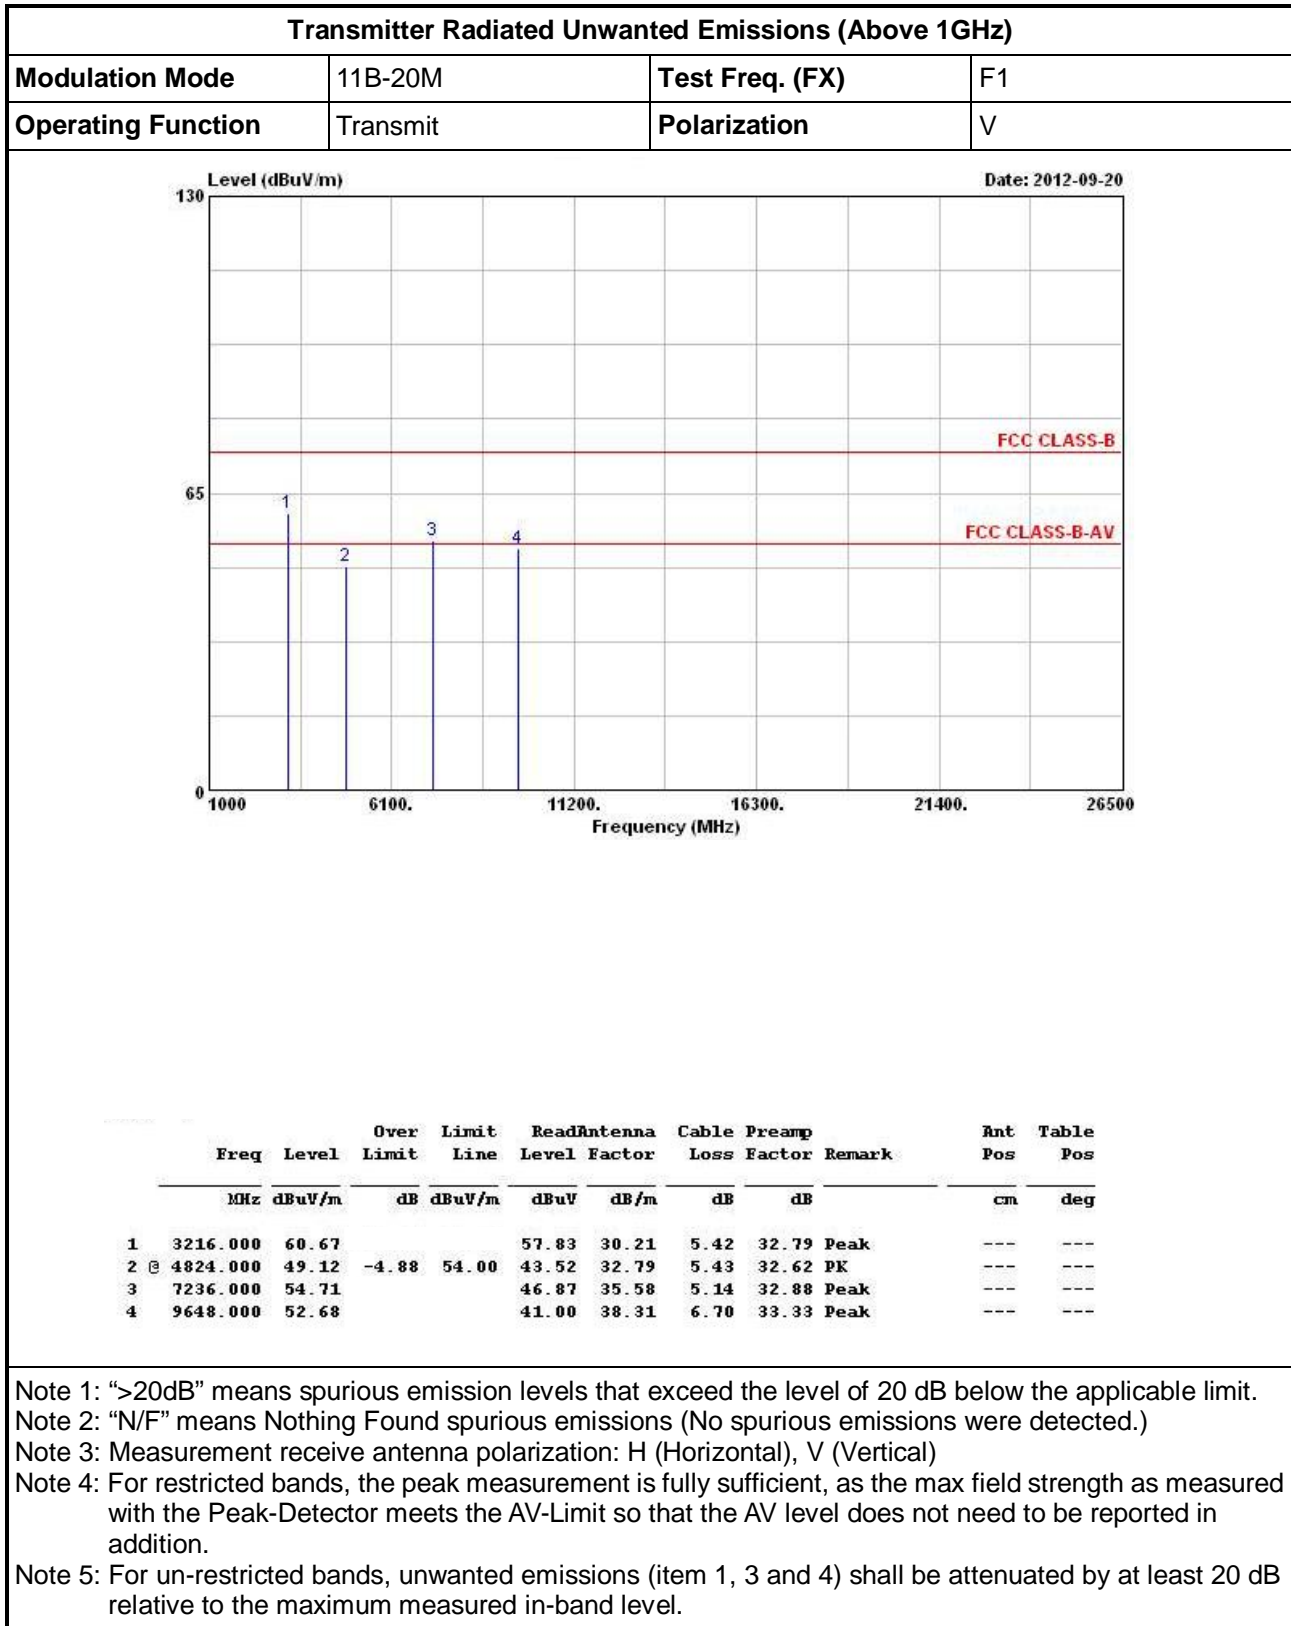 Transmitter Radiated Unwanted Emissions (Above 1GHz)
Modulation Mode 11B-20M Test Freq. (FX) F1
Operating Function Transmit Polarization V
Level (dBuV/m) Date: 2012-09-20
130
FCC CLASS-B
65
1
3
4
2
FCC CLASS-B-AV
0
1000 6100. 11200. 16300. 21400. 26500
Frequency (MHz)
Over Limit ReadAntenna Cable Preamp Ant Table
Freq Level Limit Line Level Factor Loss Factor Remark Pos Pos
MHz dBuV/m dB dBuV/m dBuV dB/m dB dB cm deg
1 3216.000 60.67 57.83 30.21 5.42 32.79 Peak --- ---
2 @ 4824.000 49.12 -4.88 54.00 43.52 32.79 5.43 32.62 PK --- ---
3 7236.000 54.71 46.87 35.58 5.14 32.88 Peak --- ---
4 9648.000 52.68 41.00 38.31 6.70 33.33 Peak --- ---
Note 1: “>20dB” means spurious emission levels that exceed the level of 20 dB below the applicable limit.
Note 2: “N/F” means Nothing Found spurious emissions (No spurious emissions were detected.)
Note 3: Measurement receive antenna polarization: H (Horizontal), V (Vertical)
Note 4: For restricted bands, the peak measurement is fully sufficient, as the max field strength as measured
with the Peak-Detector meets the AV-Limit so that the AV level does not need to be reported in
addition.
Note 5: For un-restricted bands, unwanted emissions (item 1, 3 and 4) shall be attenuated by at least 20 dB
relative to the maximum measured in-band level.